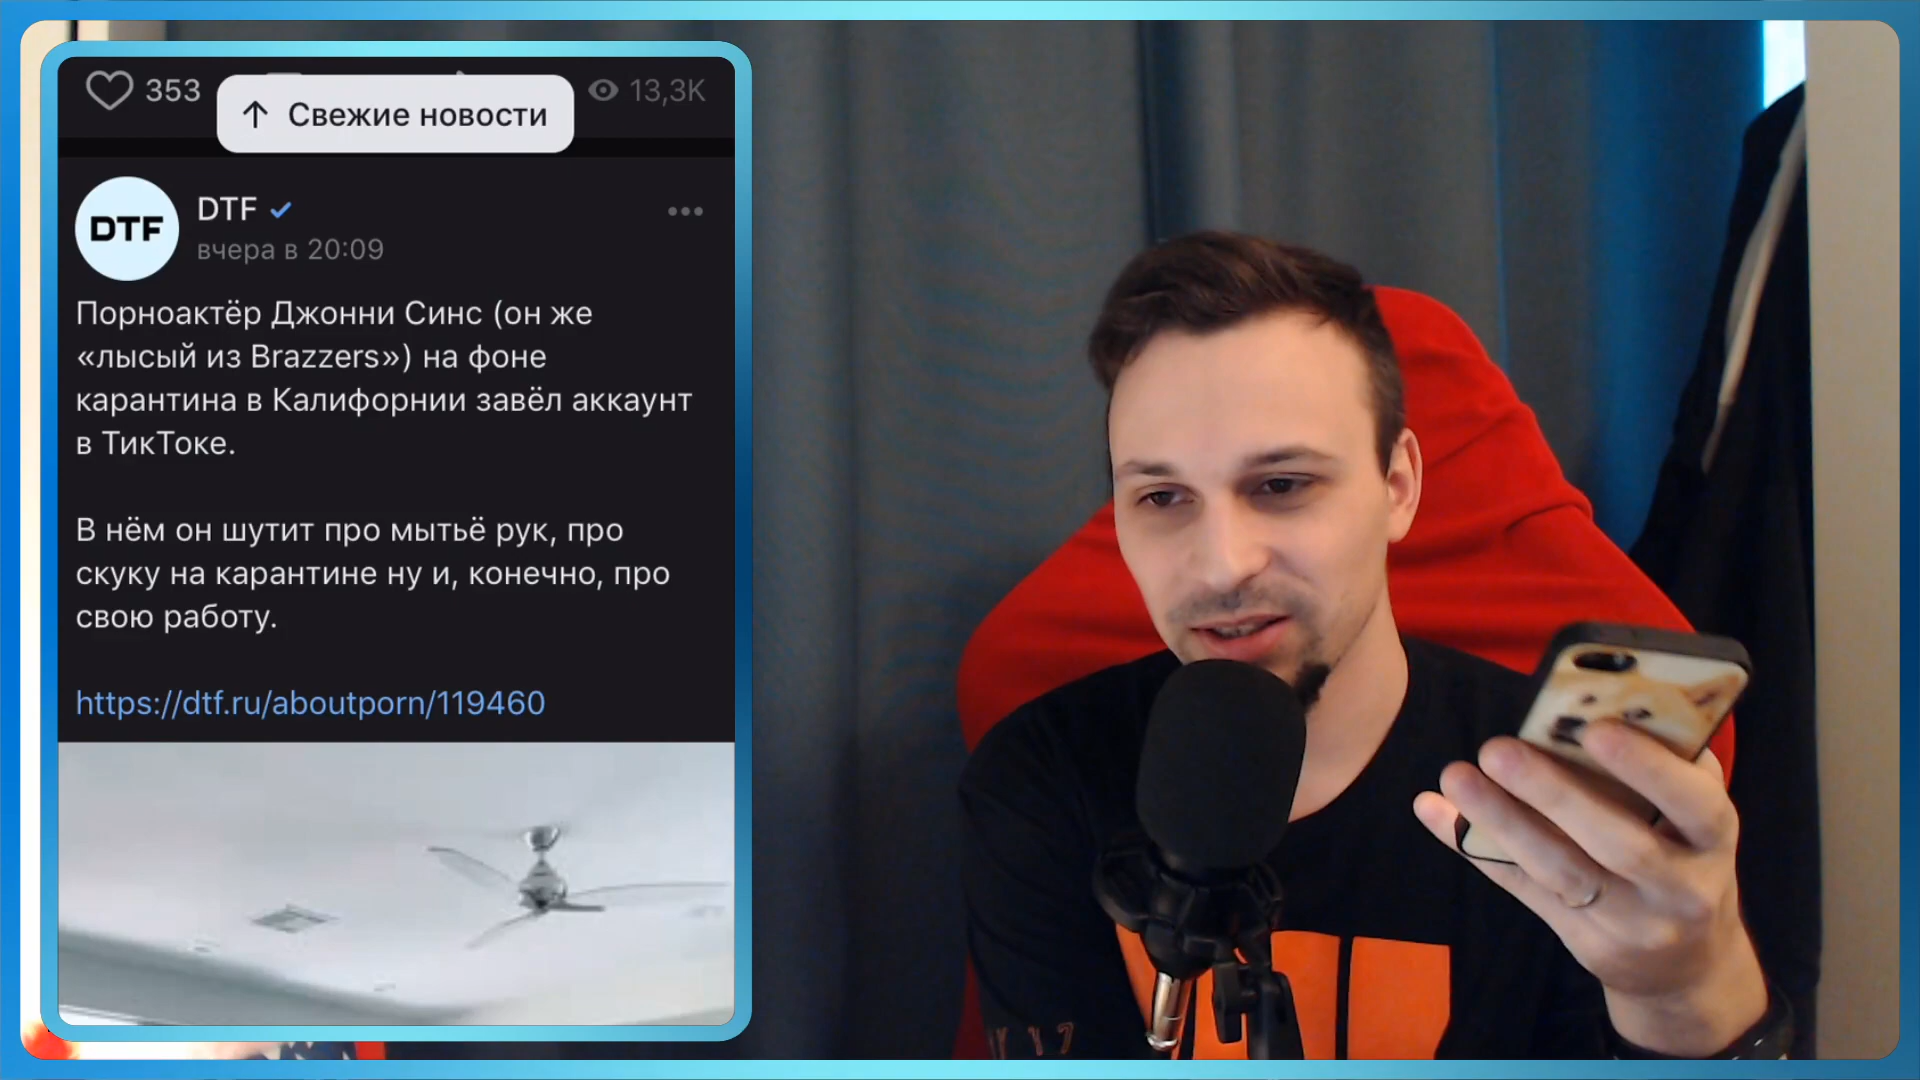 353
Свежие новости
13,3K
DTF
DTF
вчера в 20:09
Порноактёр Джонни Синс (он же
«лысый из Brazzers») на фоне
карантина в Калифорнии завёл аккаунт
в ТикТоке.
В нём он шутит про мытьё рук, про
скуку на карантине ну и, конечно, про
свою работу.
https://dtf.ru/aboutporn/119460